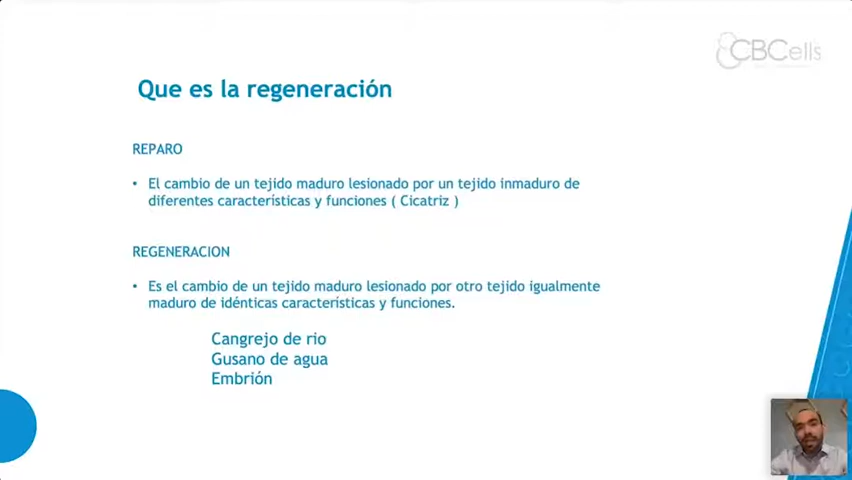 CBCells
Que es la regeneración
REPARO
• El cambio de un tejido maduro lesionado por un tejido inmaduro de
diferentes características y funciones ( Cicatriz )
REGENERACION
• Es el cambio de un tejido maduro lesionado por otro tejido igualmente
maduro de idénticas características y funciones.
Cangrejo de rio
Gusano de agua
Embrión